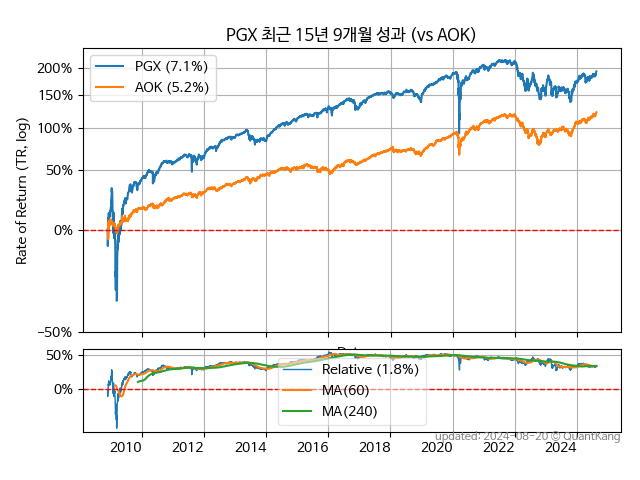 PGX 최근 15년 9개월 성과 (vs AOK)
Rate of Return (TR, log)
200%
150%
100%
50%
0%
−50%
PGX (7.1%)
AOK (5.2%)
50%
0%
Relative (1.8%)
MA(60)
MA(240)
2010 2012 2014 2016 2018 2020 2022 2024
updated: 2024-08-20 © QuantKang